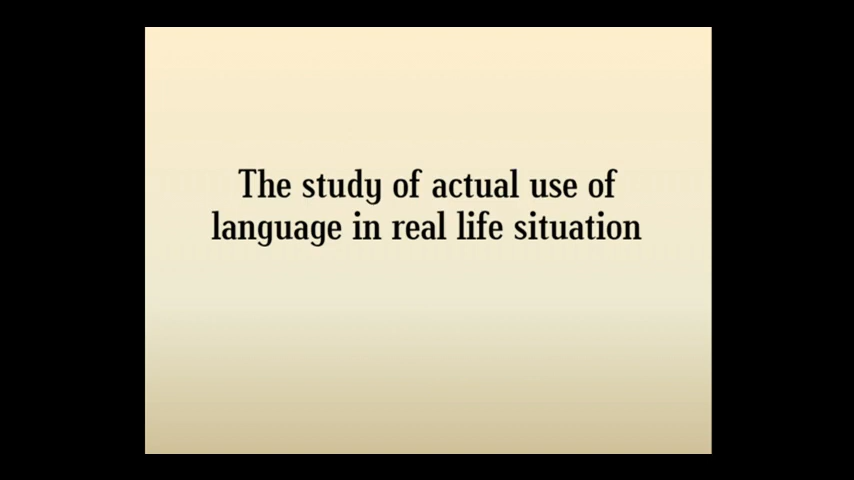 The study of actual use of
language in real life situation